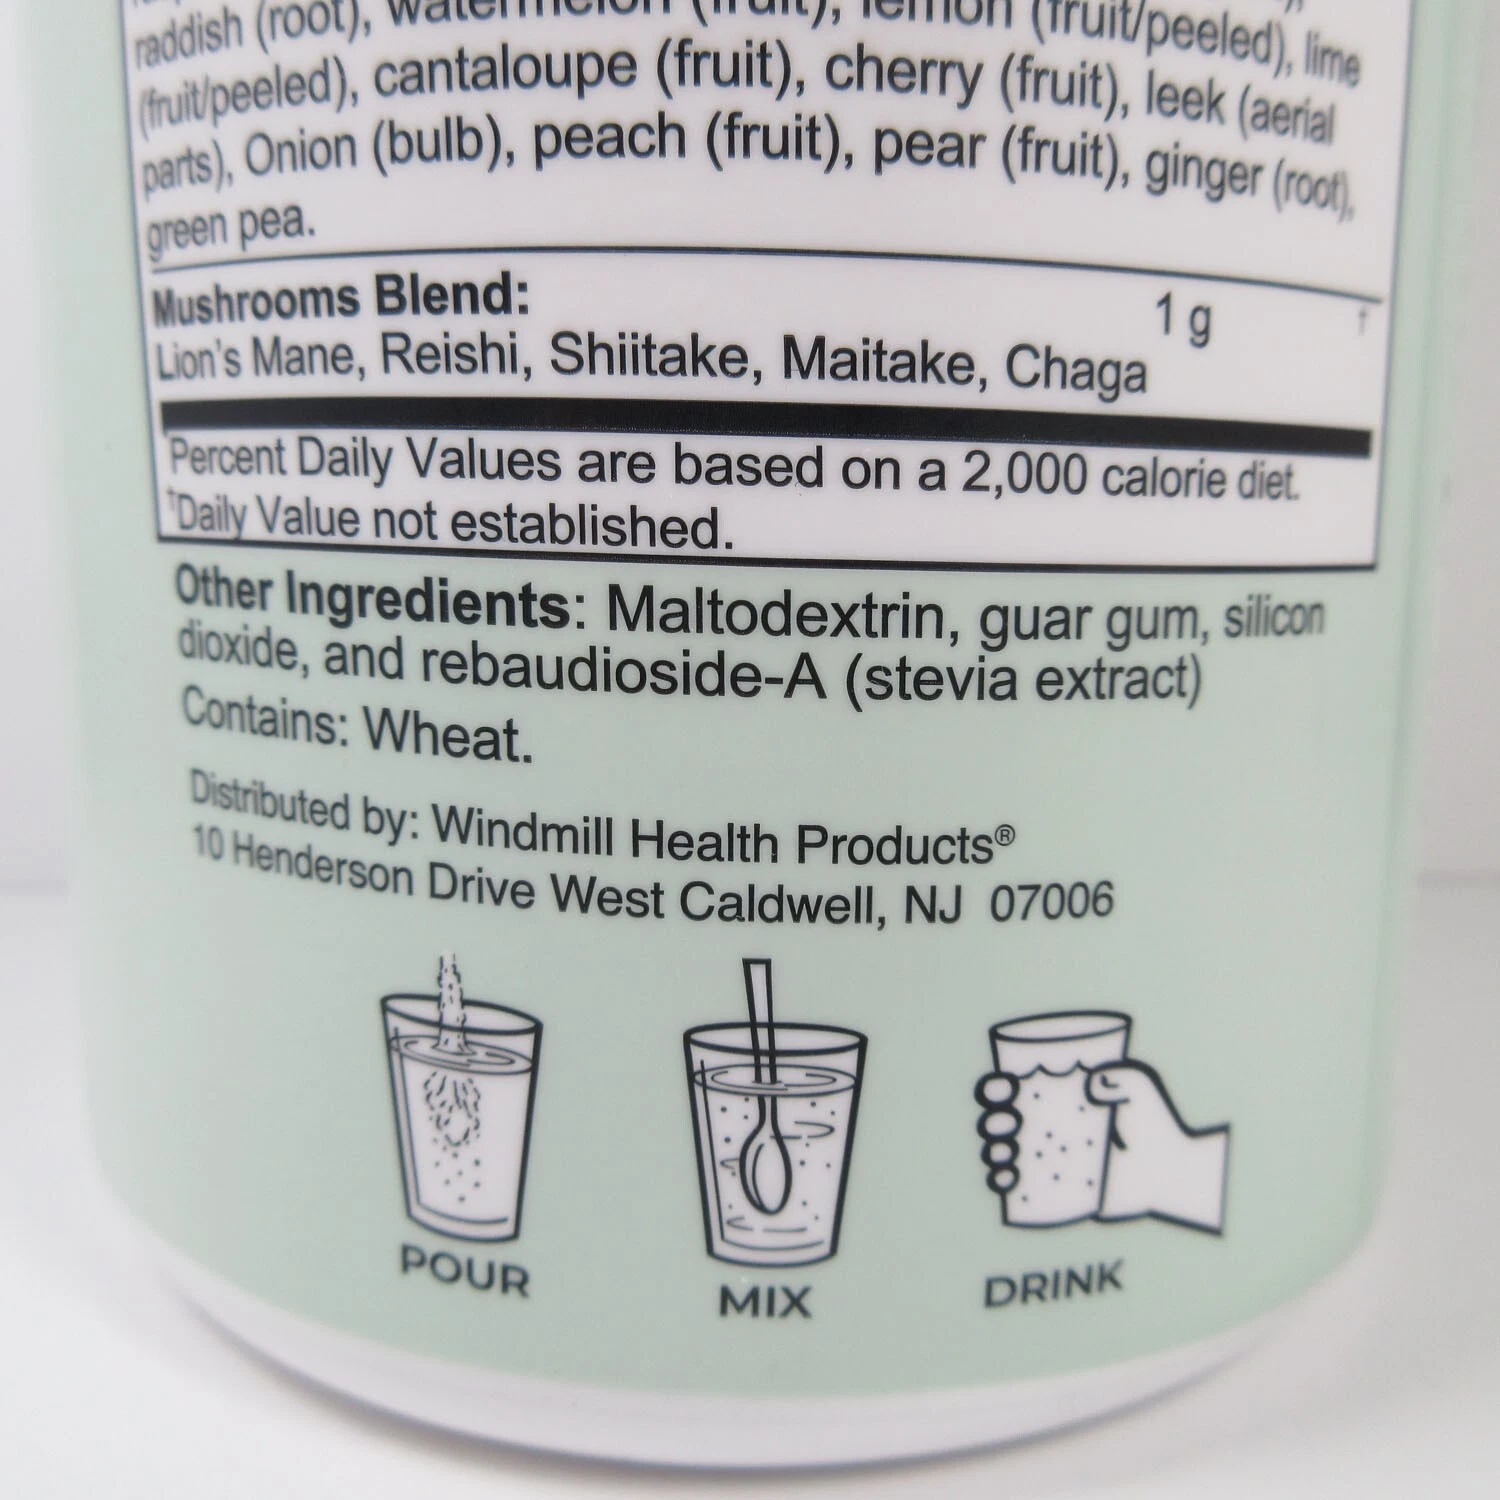 raddish (root), watermelon (fruit), lemon (fruit/peeled), lime
(fruit/peeled), cantaloupe (fruit), cherry (fruit), leek (aerial
parts), Onion (bulb), peach (fruit), pear (fruit), ginger (root),
green pea.
Mushrooms Blend: 1 g †
Lion's Mane, Reishi, Shiitake, Maitake, Chaga
Percent Daily Values are based on a 2,000 calorie diet.
†Daily Value not established.
Other Ingredients: Maltodextrin, guar gum, silicon
dioxide, and rebaudioside-A (stevia extract)
Contains: Wheat.
Distributed by: Windmill Health Products®
10 Henderson Drive West Caldwell, NJ 07006
POUR
MIX
DRINK